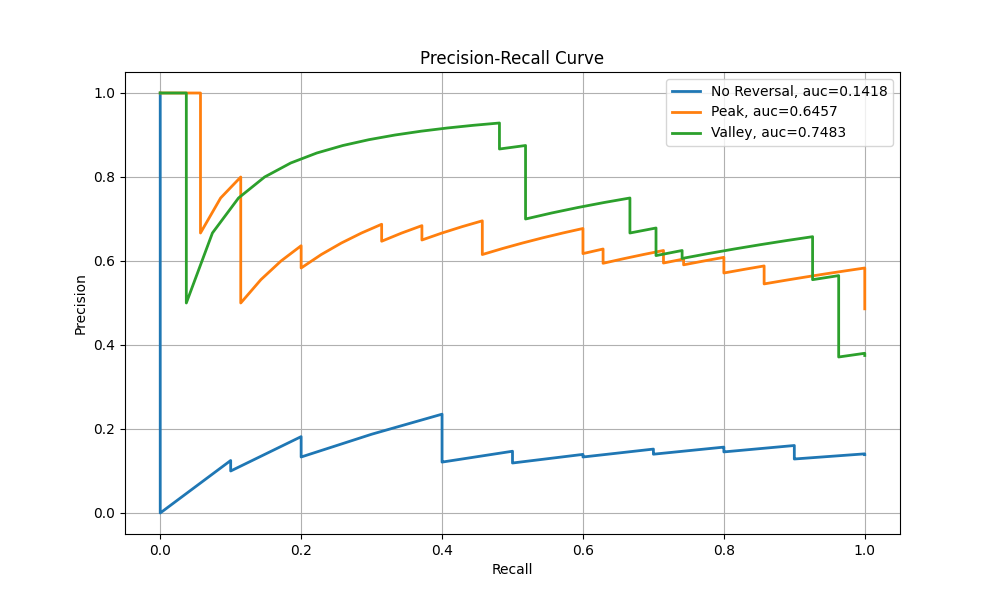 Precision-Recall Curve
No Reversal, auc=0.1418
Peak, auc=0.6457
Valley, auc=0.7483
Precision
1.0
0.8
0.6
0.4
0.2
0.0
0.0 0.2 0.4 0.6 0.8 1.0
Recall